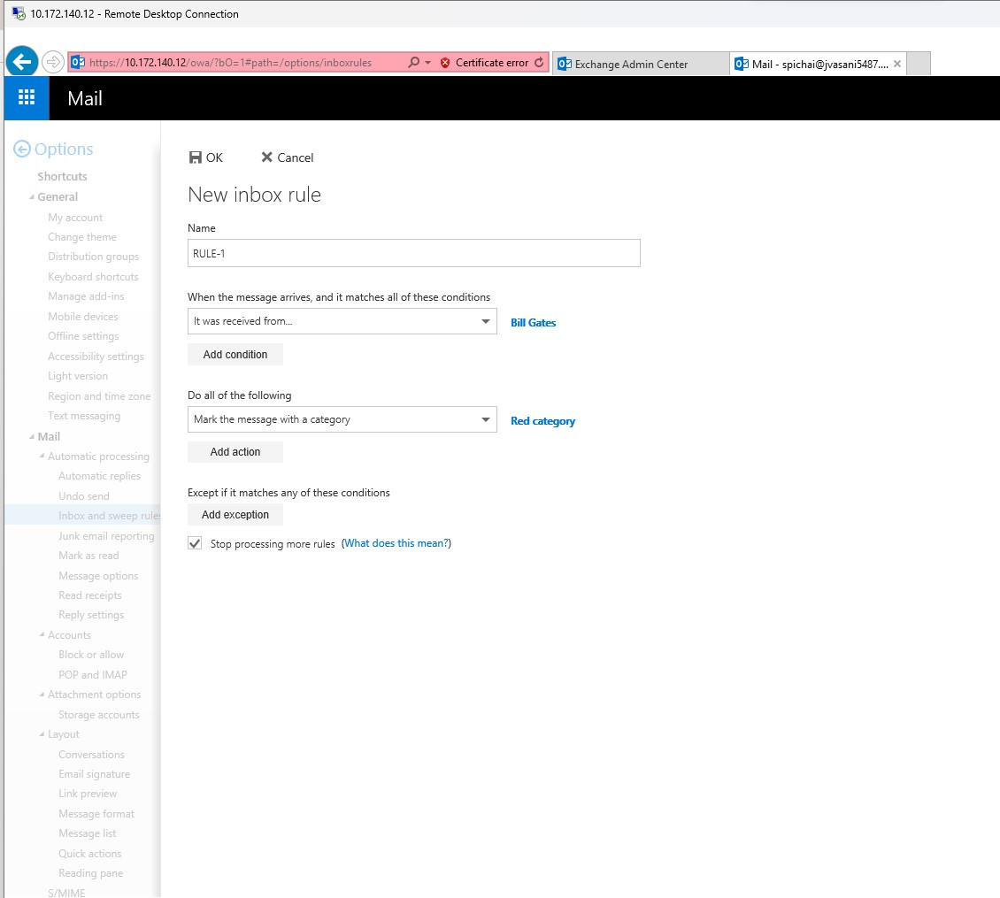 10.172.140.12 - Remote Desktop Connection
https://10.172.140.12/owa/?bO=1#path=/options/inboxrules
Certificate error
Exchange Admin Center
Mail - spichai@jvasani5487....
Mail
Options
Shortcuts
General
My account
Change theme
Distribution groups
Keyboard shortcuts
Manage add-ins
Mobile devices
Offline settings
Accessibility settings
Light version
Region and time zone
Text messaging
Mail
Automatic processing
Automatic replies
Undo send
Inbox and sweep rules
Junk email reporting
Mark as read
Message options
Read receipts
Reply settings
Accounts
Block or allow
POP and IMAP
Attachment options
Storage accounts
Layout
Conversations
Email signature
Link preview
Message format
Message list
Quick actions
Reading pane
S/MIME
OK
Cancel
New inbox rule
Name
RULE-1
When the message arrives, and it matches all of these conditions
It was received from...
Bill Gates
Add condition
Do all of the following
Mark the message with a category
Red category
Add action
Except if it matches any of these conditions
Add exception
Stop processing more rules (What does this mean?)